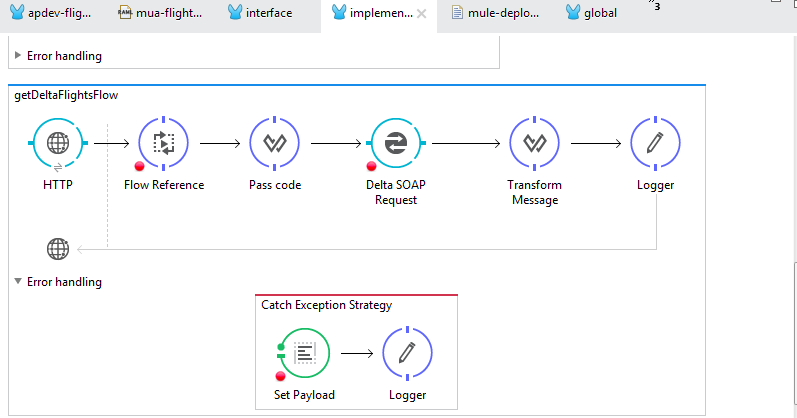 apdev-flig...
RAML
mua-flight...
interface
implemen...
mule-deplo...
global
3
Error handling
getDeltaFlightsFlow
HTTP
Flow Reference
Pass code
Delta SOAP
Request
Transform
Message
Logger
Error handling
Catch Exception Strategy
Set Payload
Logger